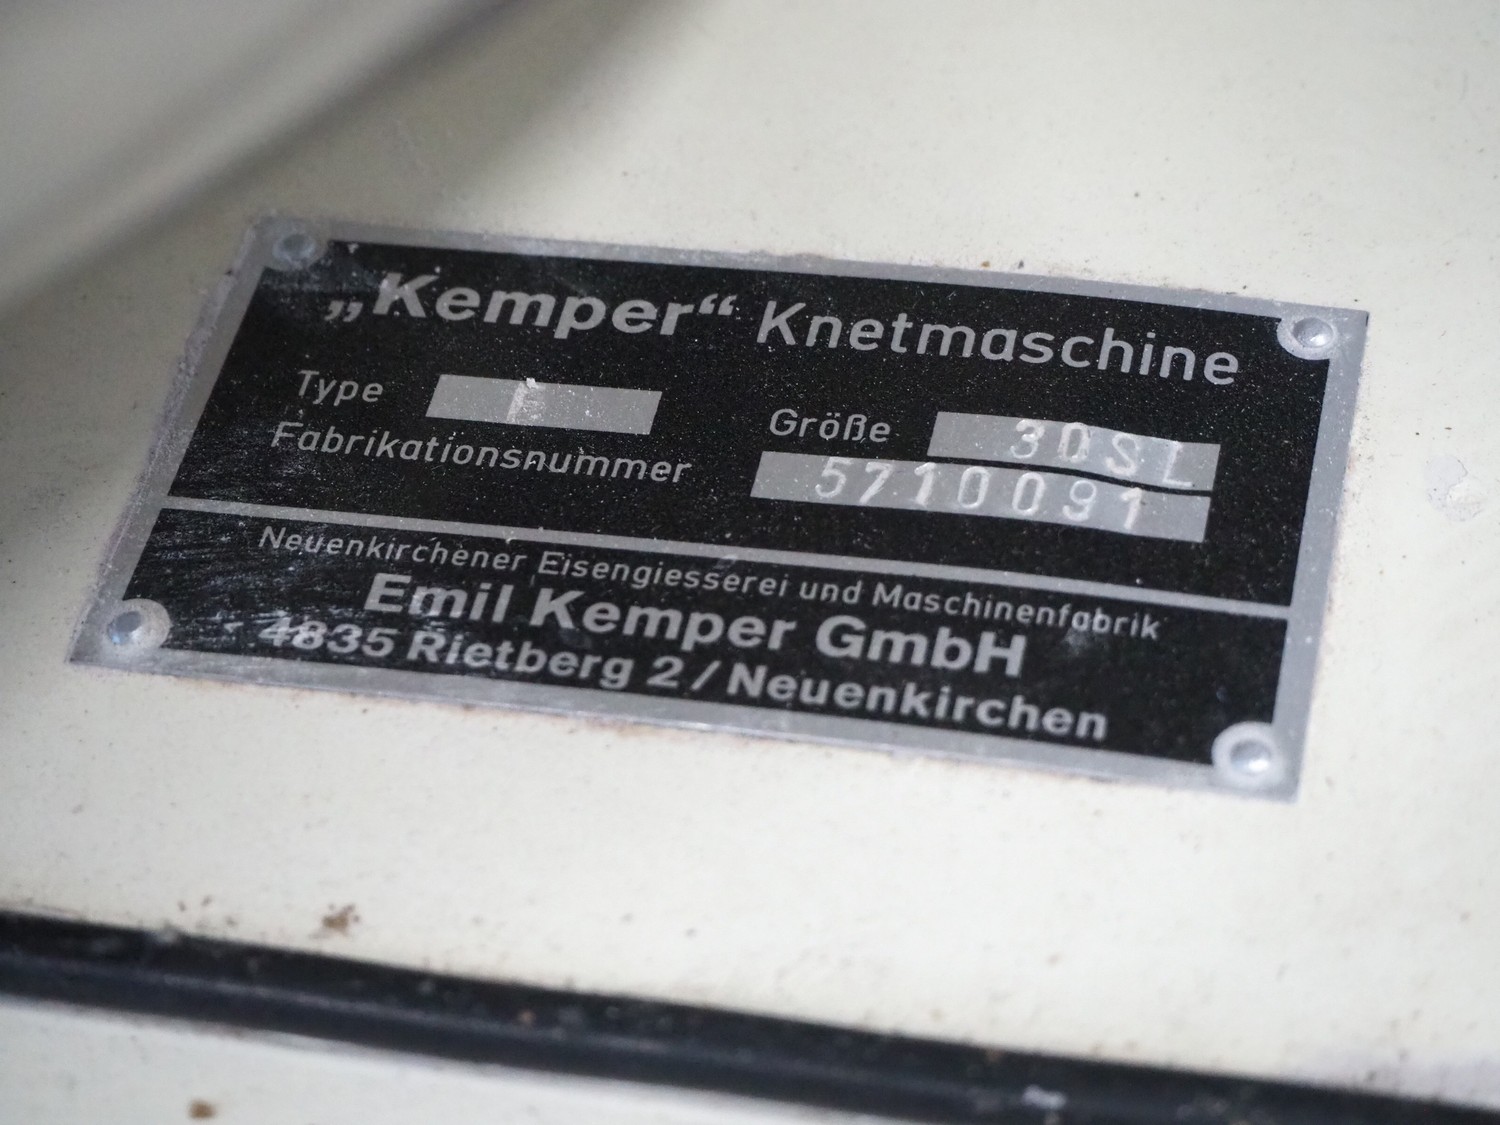 „Kemper“ Knetmaschine
Type F Größe 30SL
Fabrikationsnummer 5710091
Neuenkirchener Eisengiesserei und Maschinenfabrik
Emil Kemper GmbH
4835 Rietberg 2/Neuenkirchen